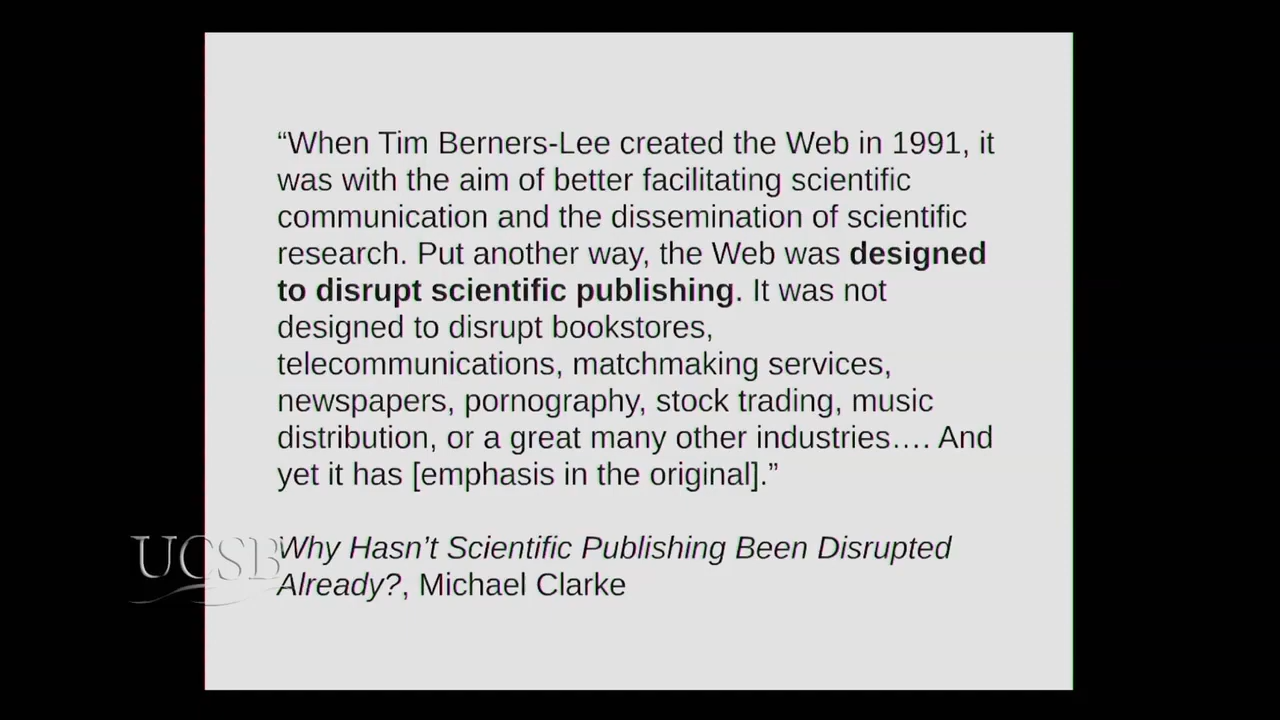 “When Tim Berners-Lee created the Web in 1991, it
was with the aim of better facilitating scientific
communication and the dissemination of scientific
research. Put another way, the Web was designed
to disrupt scientific publishing. It was not
designed to disrupt bookstores,
telecommunications, matchmaking services,
newspapers, pornography, stock trading, music
distribution, or a great many other industries…. And
yet it has [emphasis in the original].”
Why Hasn’t Scientific Publishing Been Disrupted
Already?, Michael Clarke
UCSB